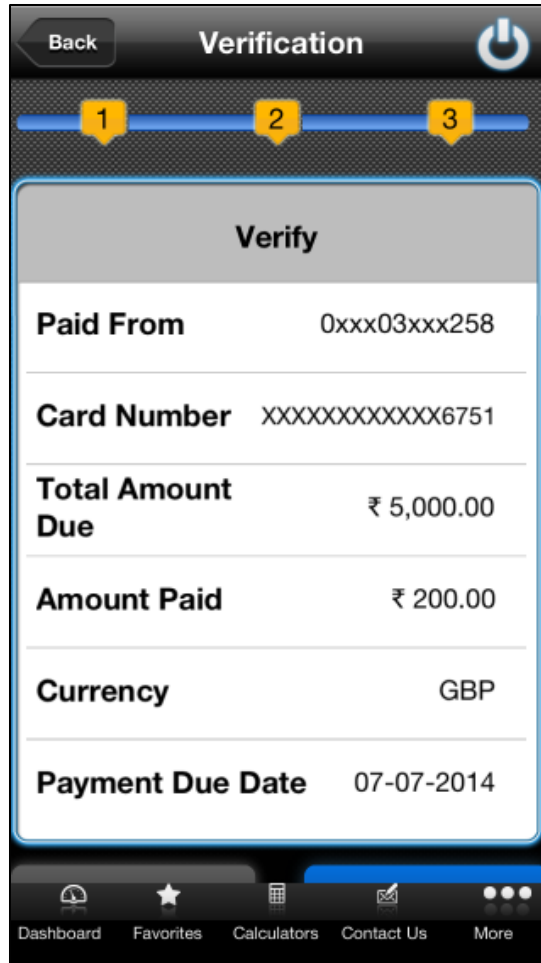 Back
Verification
1
2
3
Verify
Paid From
0xxx03xxx258
Card Number
XXXXXXXXXXXX6751
Total Amount
Due
₹ 5,000.00
Amount Paid
₹ 200.00
Currency
GBP
Payment Due Date
07-07-2014
Dashboard
Favorites
Calculators
Contact Us
More